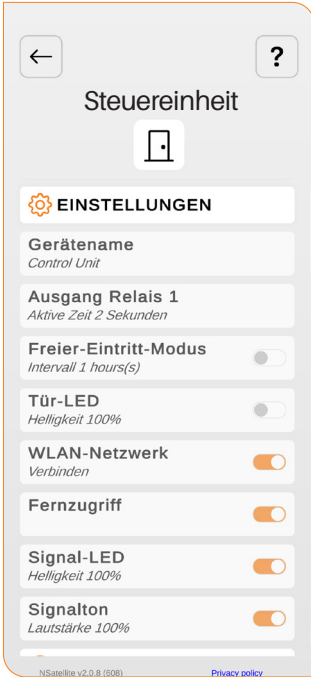 ?
Steuereinheit
EINSTELLUNGEN
Gerätename
Control Unit
Ausgang Relais 1
Aktive Zeit 2 Sekunden
Freier-Eintritt-Modus
Intervall 1 hours(s)
Tür-LED
Helligkeit 100%
WLAN-Netzwerk
Verbinden
Fernzugriff
Signal-LED
Helligkeit 100%
Signalton
Lautstärke 100%
NSatellite v2.0.8 (608) Privacy policy